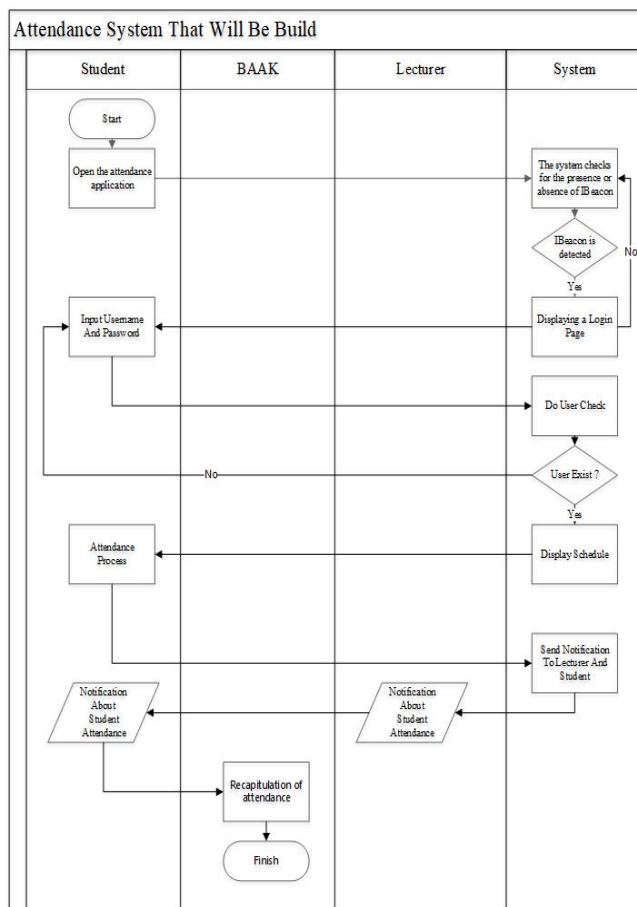 Attendance System That Will Be Build
Student
BAAK
Lecturer
System
Start
Open the attendance
application
The system checks
for the presence or
absence of IBeacon
IBeacon is
detected
No
Yes
Input Username
And Password
Displaying a Login
Page
Do User Check
User Exist ?
No
Yes
Attendance
Process
Display Schedule
Send Notification
To Lecturer And
Student
Notification
About
Student
Attendance
Notification
About
Student
Attendance
Recapitulation of
attendance
Finish